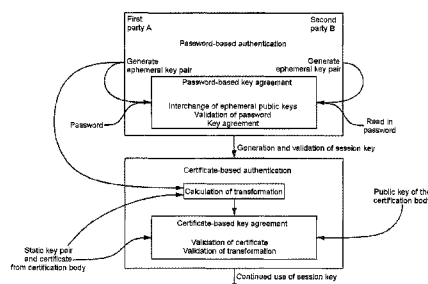 First
party A
Second
party B
Password-based authentication
Generate
ephemeral key pair
Generate
ephemeral key pair
Password-based key agreement
Interchange of ephemeral public keys
Validation of password
Key agreement
Password
Read in
password
Generation and validation of session key
Certificate-based authentication
Calculation of transformation
Public key of the
certification body
Certificate-based key agreement
Validation of certificate
Validation of transformation
Static key pair
and certificate
from certification body
Continued use of session key